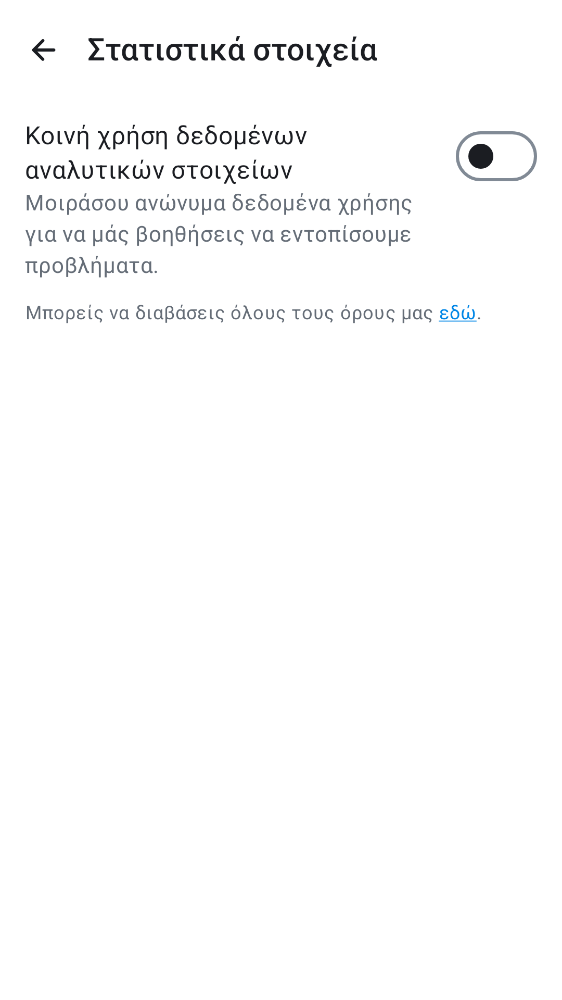 Στατιστικά στοιχεία
Κοινή χρήση δεδομένων
αναλυτικών στοιχείων
Μοιράσου ανώνυμα δεδομένα χρήσης
για να μάς βοηθήσεις να εντοπίσουμε
προβλήματα.
Μπορείς να διαβάσεις όλους τους όρους μας εδώ.